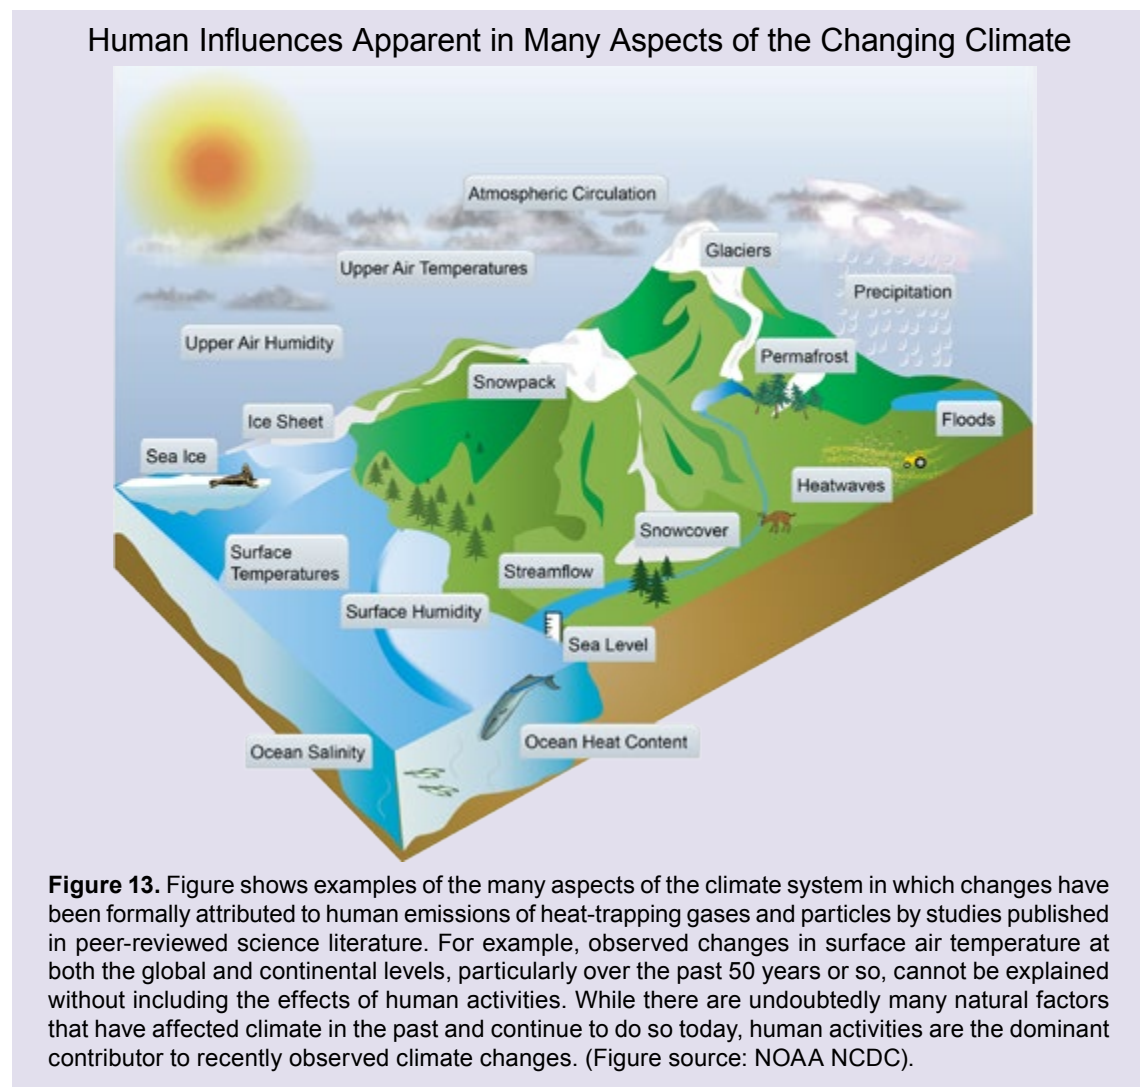 Human Influences Apparent in Many Aspects of the Changing Climate
Atmospheric Circulation
Glaciers
Upper Air Temperatures
Precipitation
Upper Air Humidity
Permafrost
Snowpack
Ice Sheet
Floods
Sea Ice
Heatwaves
Snowcover
Surface
Temperatures
Streamflow
Surface Humidity
Sea Level
Ocean Salinity
Ocean Heat Content
Figure 13. Figure shows examples of the many aspects of the climate system in which changes have
been formally attributed to human emissions of heat-trapping gases and particles by studies published
in peer-reviewed science literature. For example, observed changes in surface air temperature at
both the global and continental levels, particularly over the past 50 years or so, cannot be explained
without including the effects of human activities. While there are undoubtedly many natural factors
that have affected climate in the past and continue to do so today, human activities are the dominant
contributor to recently observed climate changes. (Figure source: NOAA NCDC).